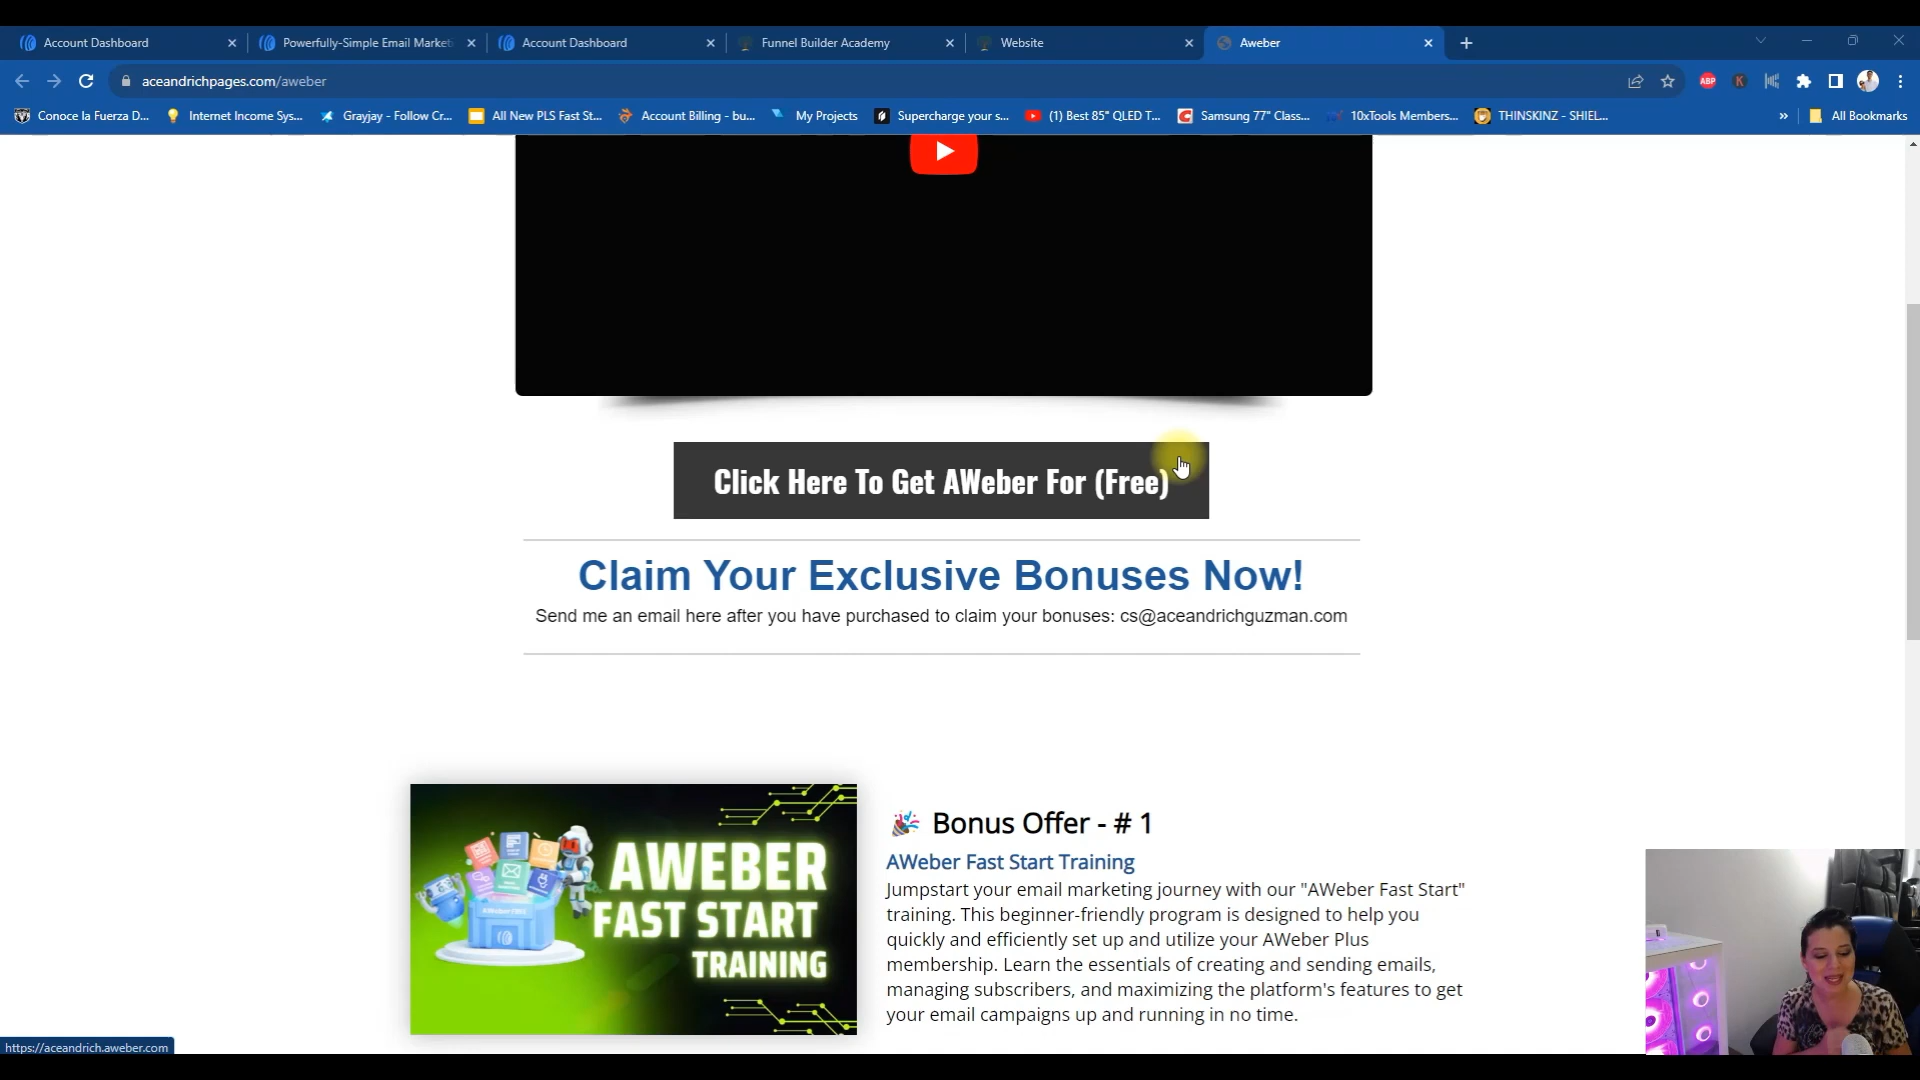 Account Dashboard
Powerfully-Simple Email Marketi
Account Dashboard
Funnel Builder Academy
Website
Aweber
aceandrichpages.com/aweber
ABP
K
Conoce la Fuerza D...
Internet Income Sys...
Grayjay - Follow Cr...
All New PLS Fast St...
Account Billing - bu...
My Projects
Supercharge your s...
(1) Best 85" QLED T...
Samsung 77" Class...
10xTools Members...
THINSKINZ - SHIEL...
»
All Bookmarks
Click Here To Get AWeber For (Free)
Claim Your Exclusive Bonuses Now!
Send me an email here after you have purchased to claim your bonuses: cs@aceandrichguzman.com
AWEBER
FAST START
TRAINING
Bonus Offer - # 1
AWeber Fast Start Training
Jumpstart your email marketing journey with our "AWeber Fast Start"
training. This beginner-friendly program is designed to help you
quickly and efficiently set up and utilize your AWeber Plus
membership. Learn the essentials of creating and sending emails,
managing subscribers, and maximizing the platform's features to get
your email campaigns up and running in no time.
https://aceandrich.aweber.com